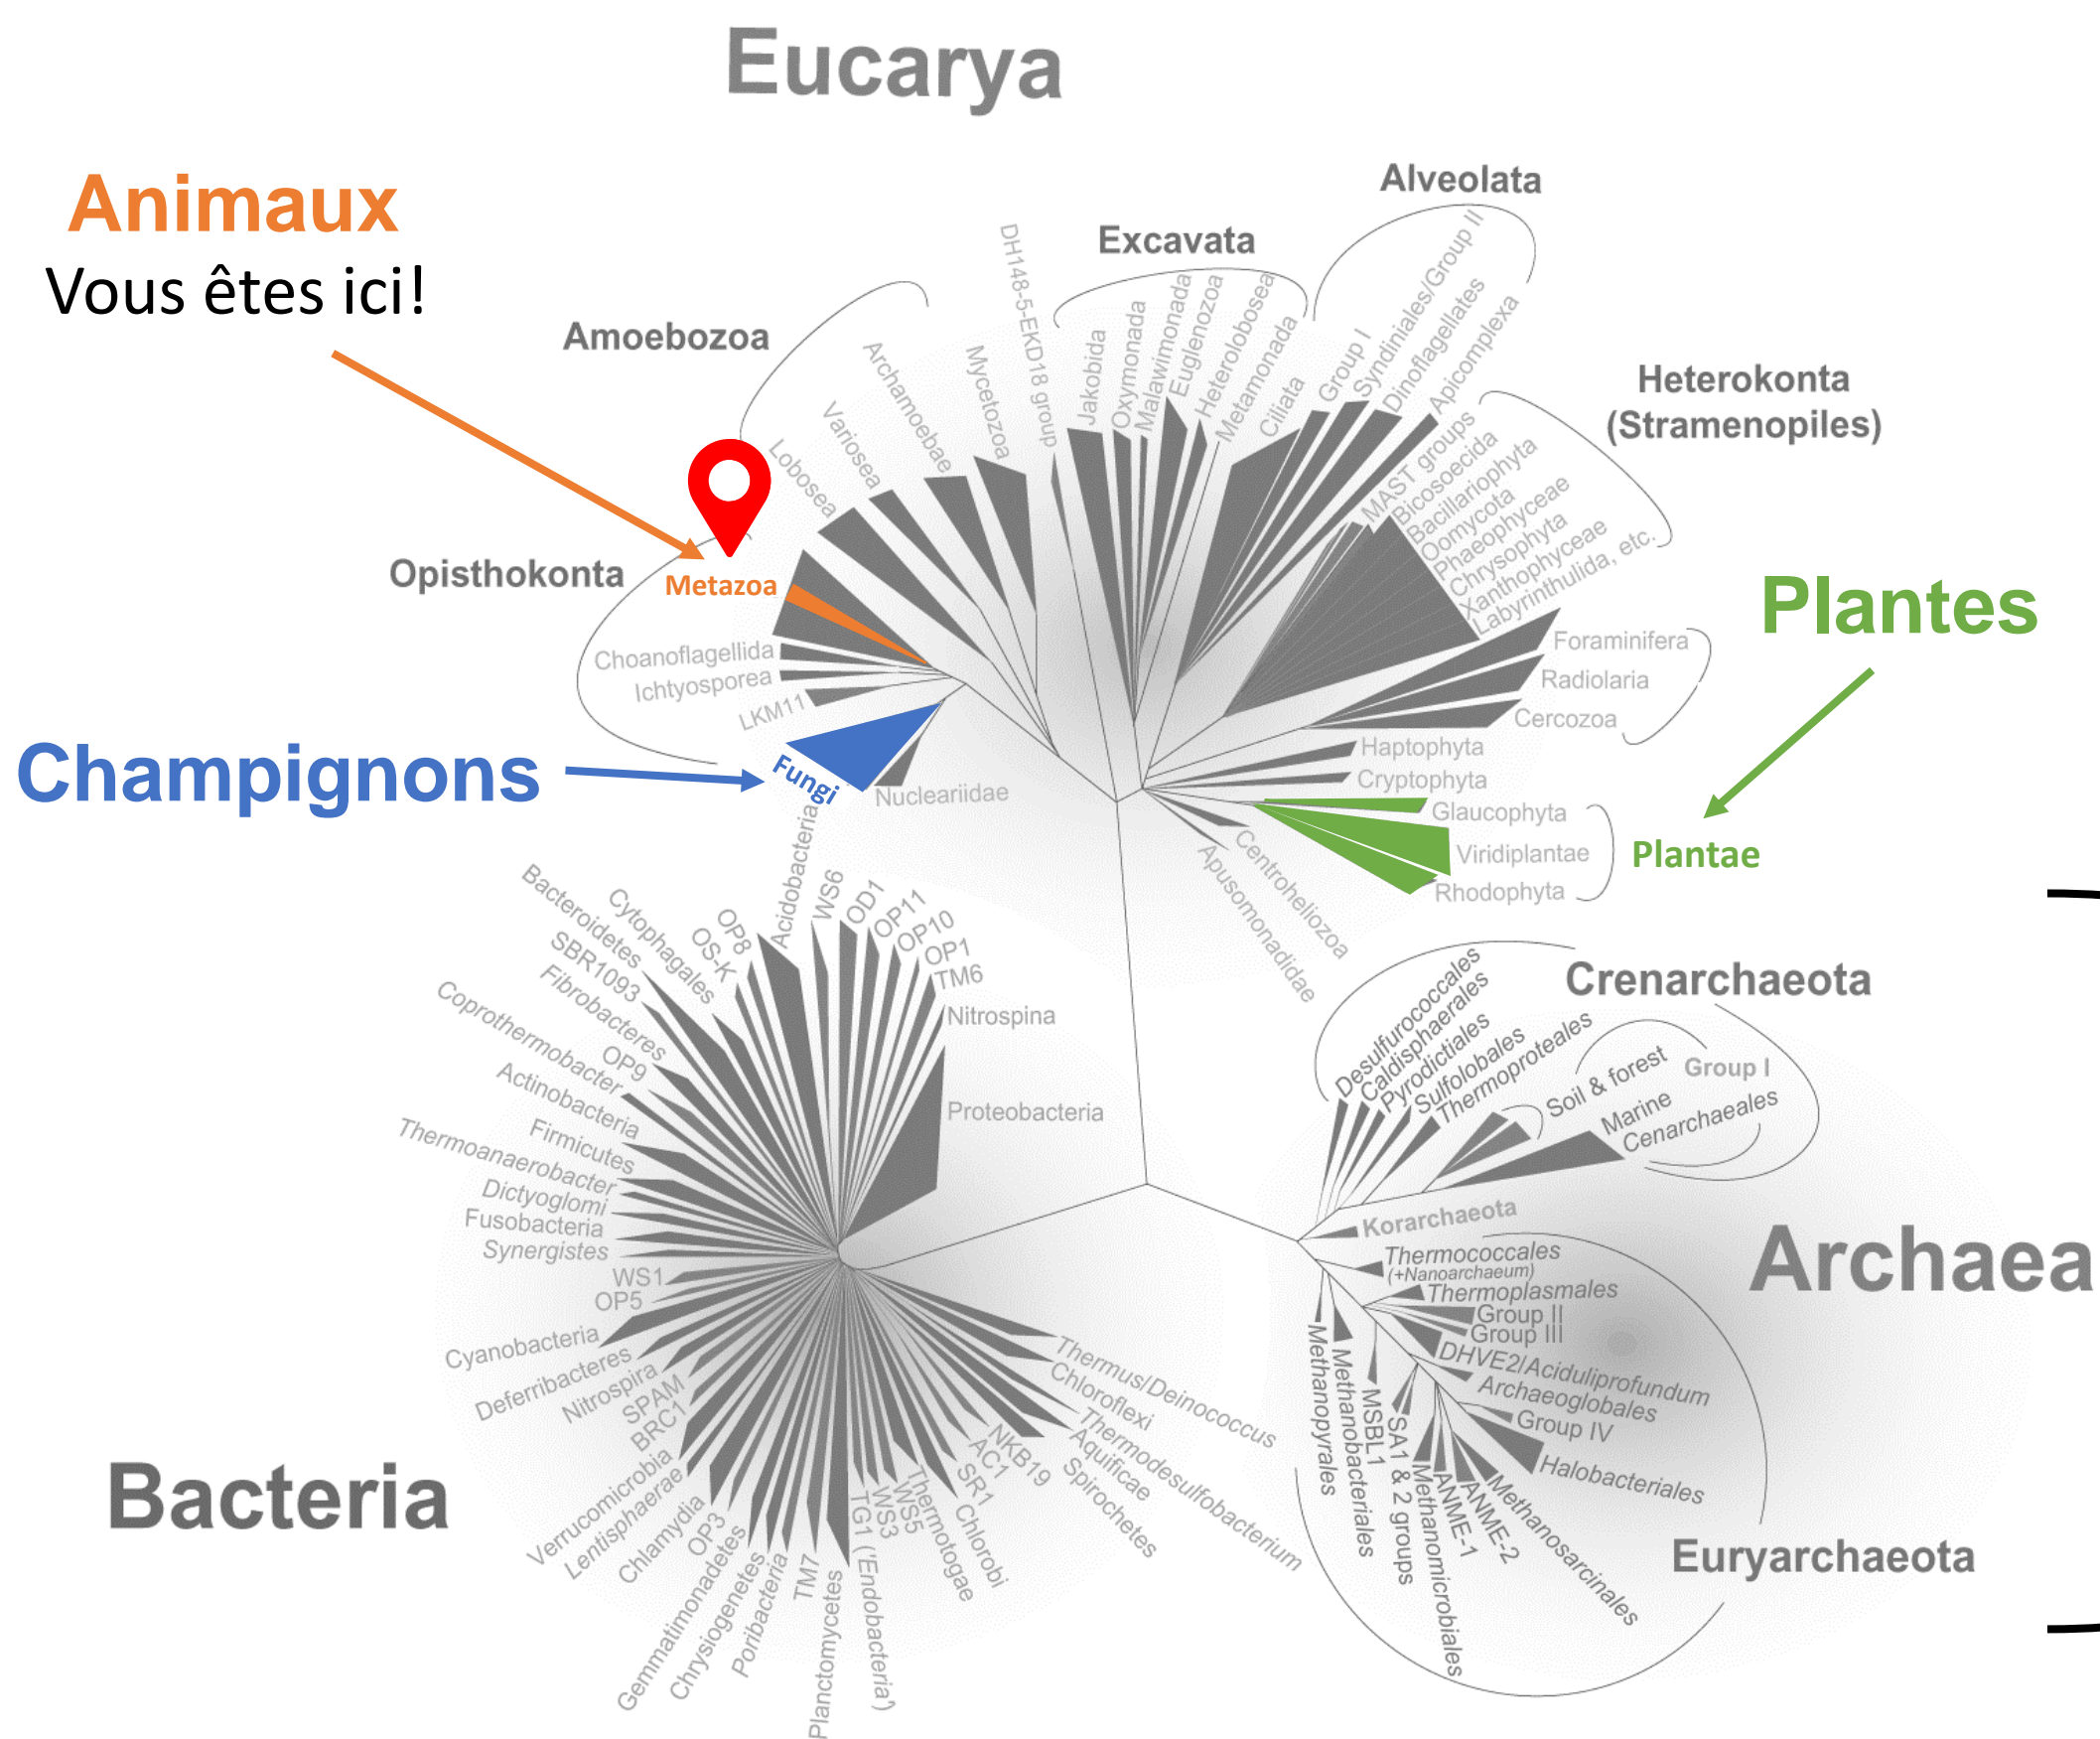 Eucarya
Animaux
Vous êtes ici!
Alveolata
Excavata
Amoebozoa
Heterokonta
(Stramenopiles)
Opisthokonta
Lobosea
Variosea
Archamoebae
Mycetozoa
DH148-5-EKD18 group
Jakobida
Oxymonada
Malawimonada
Euglenozoa
Heterolobosea
Metamonada
Ciliata
Group I
Syndiniales/Group II
Dinoflagellates
Apicomplexa
MAST groups
Bicosoecida
Bacillariophyta
Oomycota
Phaeophyceae
Chrysophyta
Xanthophyceae
Labyrinthulida, etc.
Metazoa
Choanoflagellida
Ichtyosporea
LKM11
Champignons
Fungi
Nucleariidae
Plantes
Foraminifera
Radiolaria
Cercozoa
Haptophyta
Cryptophyta
Glaucophyta
Viridiplantae
Rhodophyta
Plantae
Centroheliozoa
Apusomonadidae
Bacteroidetes
SBR1093
Cytophagales
OS-K
OP8
Acidobacteria
WS6
OD1
OP11
OP10
OP1
TM6
Nitrospina
Proteobacteria
Fibrobacteres
OP9
Coprothermobacter
Actinobacteria
Firmicutes
Thermoanaerobacter
Dictyoglomi
Fusobacteria
Synergistes
WS1
OP5
Cyanobacteria
Deferribacteres
Nitrospira
SPAM
BRC1
Verrucomicrobia
Lentisphaerae
Chlamydia
OP3
Gemmatimonadetes
Chrysiogenetes
Poribacteria
TM7
Planctomycetes
TG1 ('Endobacteria')
WS3
WS5
Thermotogae
Chlorobi
SR1
AC1
NKB19
Spirochetes
Aquificae
Thermodesulfobacterium
Chloroflexi
Thermus/Deinococcus
Bacteria
Crenarchaeota
Desulfurococcales
Caldisphaerales
Pyrodictiales
Sulfolobales
Thermoproteales
Soil & forest
Group I
Marine
Cenarchaeales
Korarchaeota
Archaea
Thermococcales
(+Nanoarchaeum)
Thermoplasmales
Group II
Group III
DHVE2/Aciduliprofundum
Archaeoglobales
Group IV
Halobacteriales
Methanosarcinales
ANME-2
ANME-1
Methanomicrobiales
SA1 & 2 groups
MSBL1
Methanobacteriales
Methanopyrales
Euryarchaeota